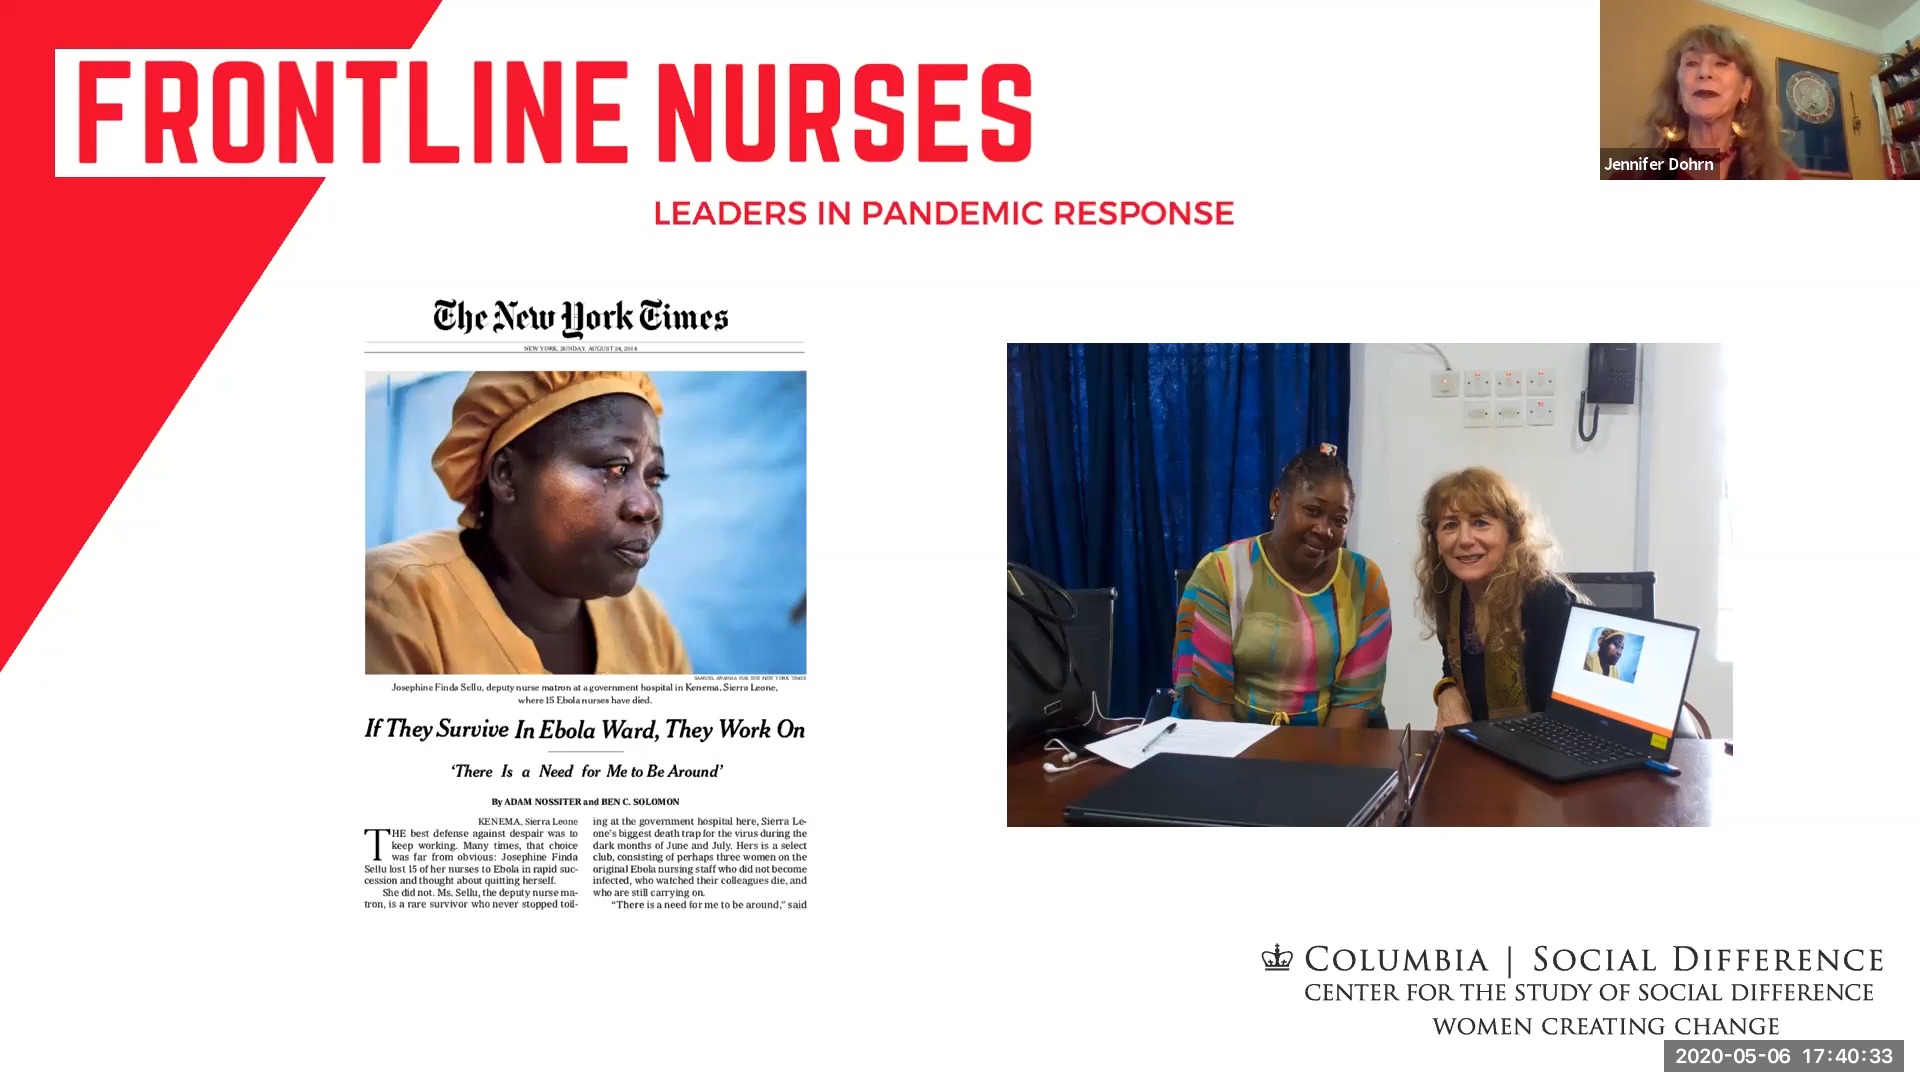 FRONTLINE NURSES
LEADERS IN PANDEMIC RESPONSE
Jennifer Dohrn
The New York Times
NEW YORK, SUNDAY, AUGUST 24, 2014
SAMUEL ARANDA FOR THE NEW YORK TIMES
Josephine Finda Sellu, deputy nurse matron at a government hospital in Kenema, Sierra Leone,
where 15 Ebola nurses have died.
If They Survive In Ebola Ward, They Work On
‘There Is a Need for Me to Be Around’
By ADAM NOSSITER and BEN C. SOLOMON
KENEMA, Sierra Leone
THE best defense against despair was to
keep working. Many times, that choice
was far from obvious: Josephine Finda
Sellu lost 15 of her nurses to Ebola in rapid suc-
cession and thought about quitting herself.
She did not. Ms. Sellu, the deputy nurse ma-
tron, is a rare survivor who never stopped toil-
ing at the government hospital here, Sierra Le-
one's biggest death trap for the virus during the
dark months of June and July. Hers is a select
club, consisting of perhaps three women on the
original Ebola nursing staff who did not become
infected, who watched their colleagues die, and
who are still carrying on.
“There is a need for me to be around,” said
COLUMBIA | SOCIAL DIFFERENCE
CENTER FOR THE STUDY OF SOCIAL DIFFERENCE
WOMEN CREATING CHANGE
2020-05-06 17:40:33